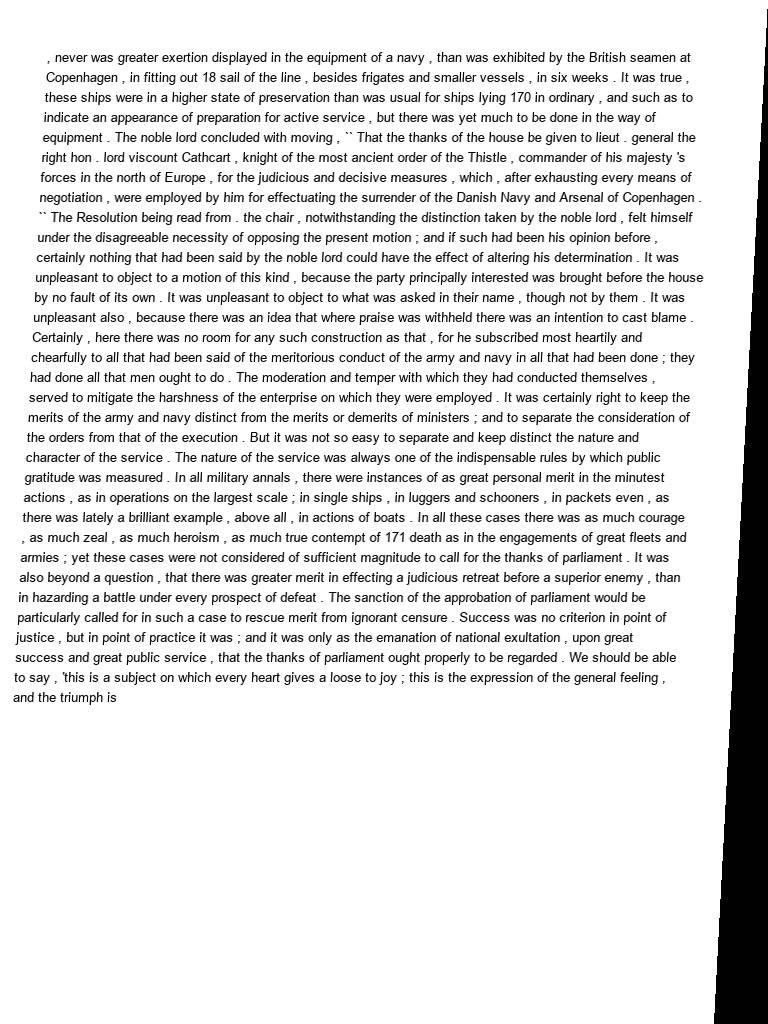 , never was greater exertion displayed in the equipment of a navy , than was exhibited by the British seamen at
Copenhagen , in fitting out 18 sail of the line , besides frigates and smaller vessels , in six weeks . It was true ,
these ships were in a higher state of preservation than was usual for ships lying 170 in ordinary , and such as to
indicate an appearance of preparation for active service , but there was yet much to be done in the way of
equipment . The noble lord concluded with moving , `` That the thanks of the house be given to lieut . general the
right hon . lord viscount Cathcart , knight of the most ancient order of the Thistle , commander of his majesty 's
forces in the north of Europe , for the judicious and decisive measures , which , after exhausting every means of
negotiation , were employed by him for effectuating the surrender of the Danish Navy and Arsenal of Copenhagen .
`` The Resolution being read from . the chair , notwithstanding the distinction taken by the noble lord , felt himself
under the disagreeable necessity of opposing the present motion ; and if such had been his opinion before ,
certainly nothing that had been said by the noble lord could have the effect of altering his determination . It was
unpleasant to object to a motion of this kind , because the party principally interested was brought before the house
by no fault of its own . It was unpleasant to object to what was asked in their name , though not by them . It was
unpleasant also , because there was an idea that where praise was withheld there was an intention to cast blame .
Certainly , here there was no room for any such construction as that , for he subscribed most heartily and
chearfully to all that had been said of the meritorious conduct of the army and navy in all that had been done ; they
had done all that men ought to do . The moderation and temper with which they had conducted themselves ,
served to mitigate the harshness of the enterprise on which they were employed . It was certainly right to keep the
merits of the army and navy distinct from the merits or demerits of ministers ; and to separate the consideration of
the orders from that of the execution . But it was not so easy to separate and keep distinct the nature and
character of the service . The nature of the service was always one of the indispensable rules by which public
gratitude was measured . In all military annals , there were instances of as great personal merit in the minutest
actions , as in operations on the largest scale ; in single ships , in luggers and schooners , in packets even , as
there was lately a brilliant example , above all , in actions of boats . In all these cases there was as much courage
, as much zeal , as much heroism , as much true contempt of 171 death as in the engagements of great fleets and
armies ; yet these cases were not considered of sufficient magnitude to call for the thanks of parliament . It was
also beyond a question , that there was greater merit in effecting a judicious retreat before a superior enemy , than
in hazarding a battle under every prospect of defeat . The sanction of the approbation of parliament would be
particularly called for in such a case to rescue merit from ignorant censure . Success was no criterion in point of
justice , but in point of practice it was ; and it was only as the emanation of national exultation , upon great
success and great public service , that the thanks of parliament ought properly to be regarded . We should be able
to say , 'this is a subject on which every heart gives a loose to joy ; this is the expression of the general feeling ,
and the triumph is